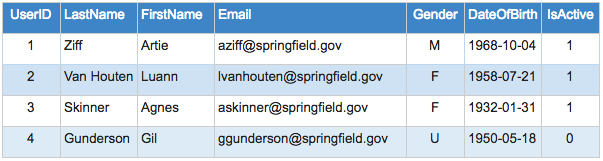 UserID LastName FirstName Email Gender DateOfBirth IsActive
1 Ziff Artie aziff@springfield.gov M 1968-10-04 1
2 Van Houten Luann lvanhouten@springfield.gov F 1958-07-21 1
3 Skinner Agnes askinner@springfield.gov F 1932-01-31 1
4 Gunderson Gil ggunderson@springfield.gov U 1950-05-18 0